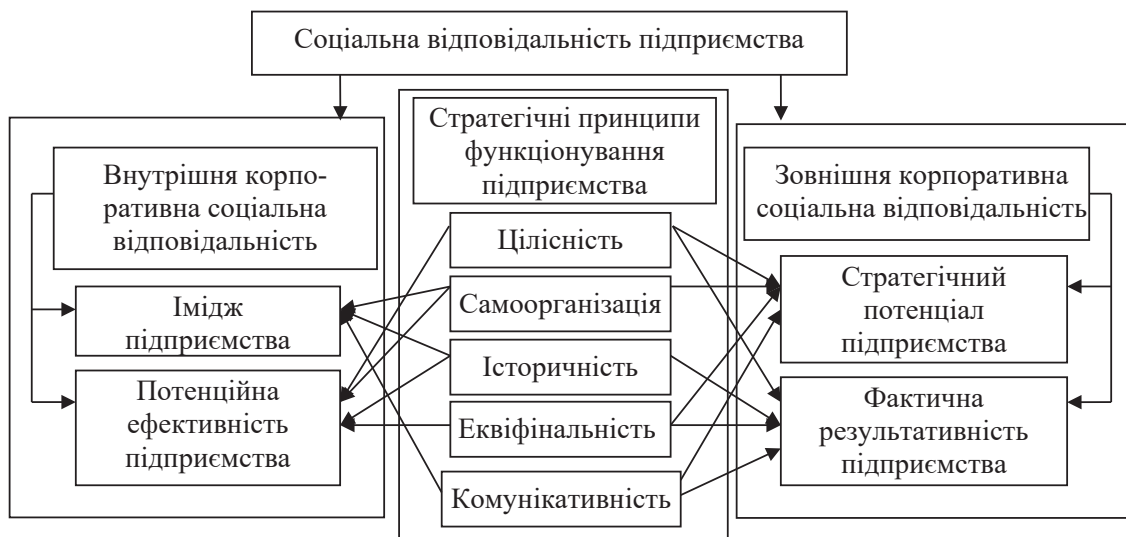 Соціальна відповідальність підприємства
Внутрішня корпо-
ративна соціальна
відповідальність
Імідж
підприємства
Потенційна
ефективність
підприємства
Стратегічні принципи
функціонування
підприємства
Цілісність
Самоорганізація
Історичність
Еквіфінальність
Комунікативність
Зовнішня корпоративна
соціальна відповідальність
Стратегічний
потенціал
підприємства
Фактична
результативність
підприємства